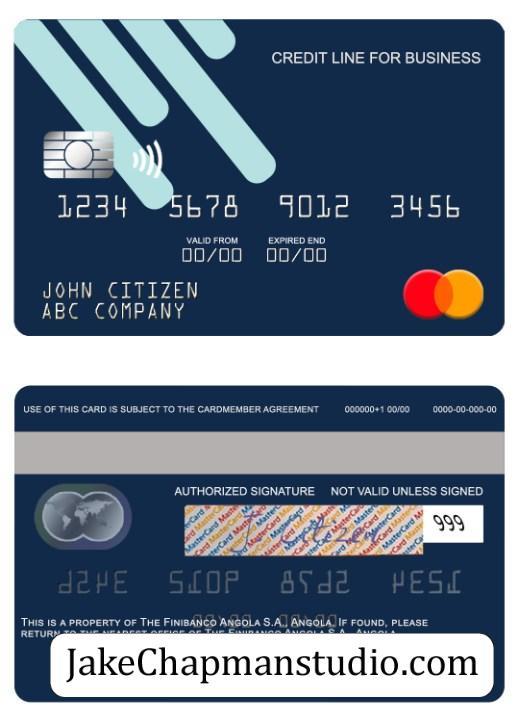 CREDIT LINE FOR BUSINESS
1234 5678 9012 3456
VALID FROM EXPIRED END
00/00 00/00
JOHN CITIZEN
ABC COMPANY
USE OF THIS CARD IS SUBJECT TO THE CARDMEMBER AGREEMENT 000000+1 00/00 0000-00-000-00
AUTHORIZED SIGNATURE NOT VALID UNLESS SIGNED
MasterCard MasterCard MasterCard
J Citizen
999
THIS IS A PROPERTY OF THE FINIBANCO ANGOLA S.A., ANGOLA. IF FOUND, PLEASE
RETURN TO THE NEAREST OFFICE OF THE FINIBANCO ANGOLA S.A., ANGOLA
JakeChapmanstudio.com